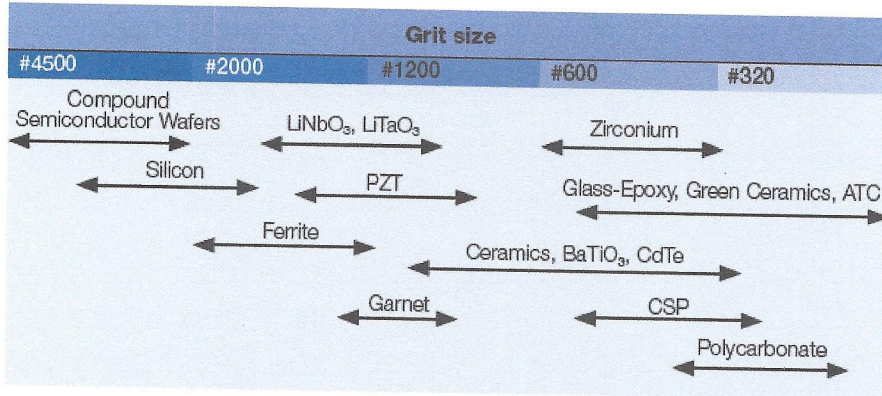 Grit size
#4500 #2000 #1200 #600 #320
Compound
Semiconductor Wafers
LiNbO₃, LiTaO₃
Zirconium
Silicon
PZT
Glass-Epoxy, Green Ceramics, ATC
Ferrite
Ceramics, BaTiO₃, CdTe
Garnet
CSP
Polycarbonate